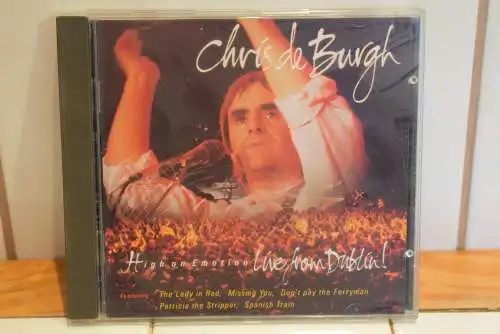 Chris de Burgh
High on Emotion Live from Dublin!
Featuring The Lady in Red, Missing You, Don't pay the Ferryman
Patricia the Stripper, Spanish Train